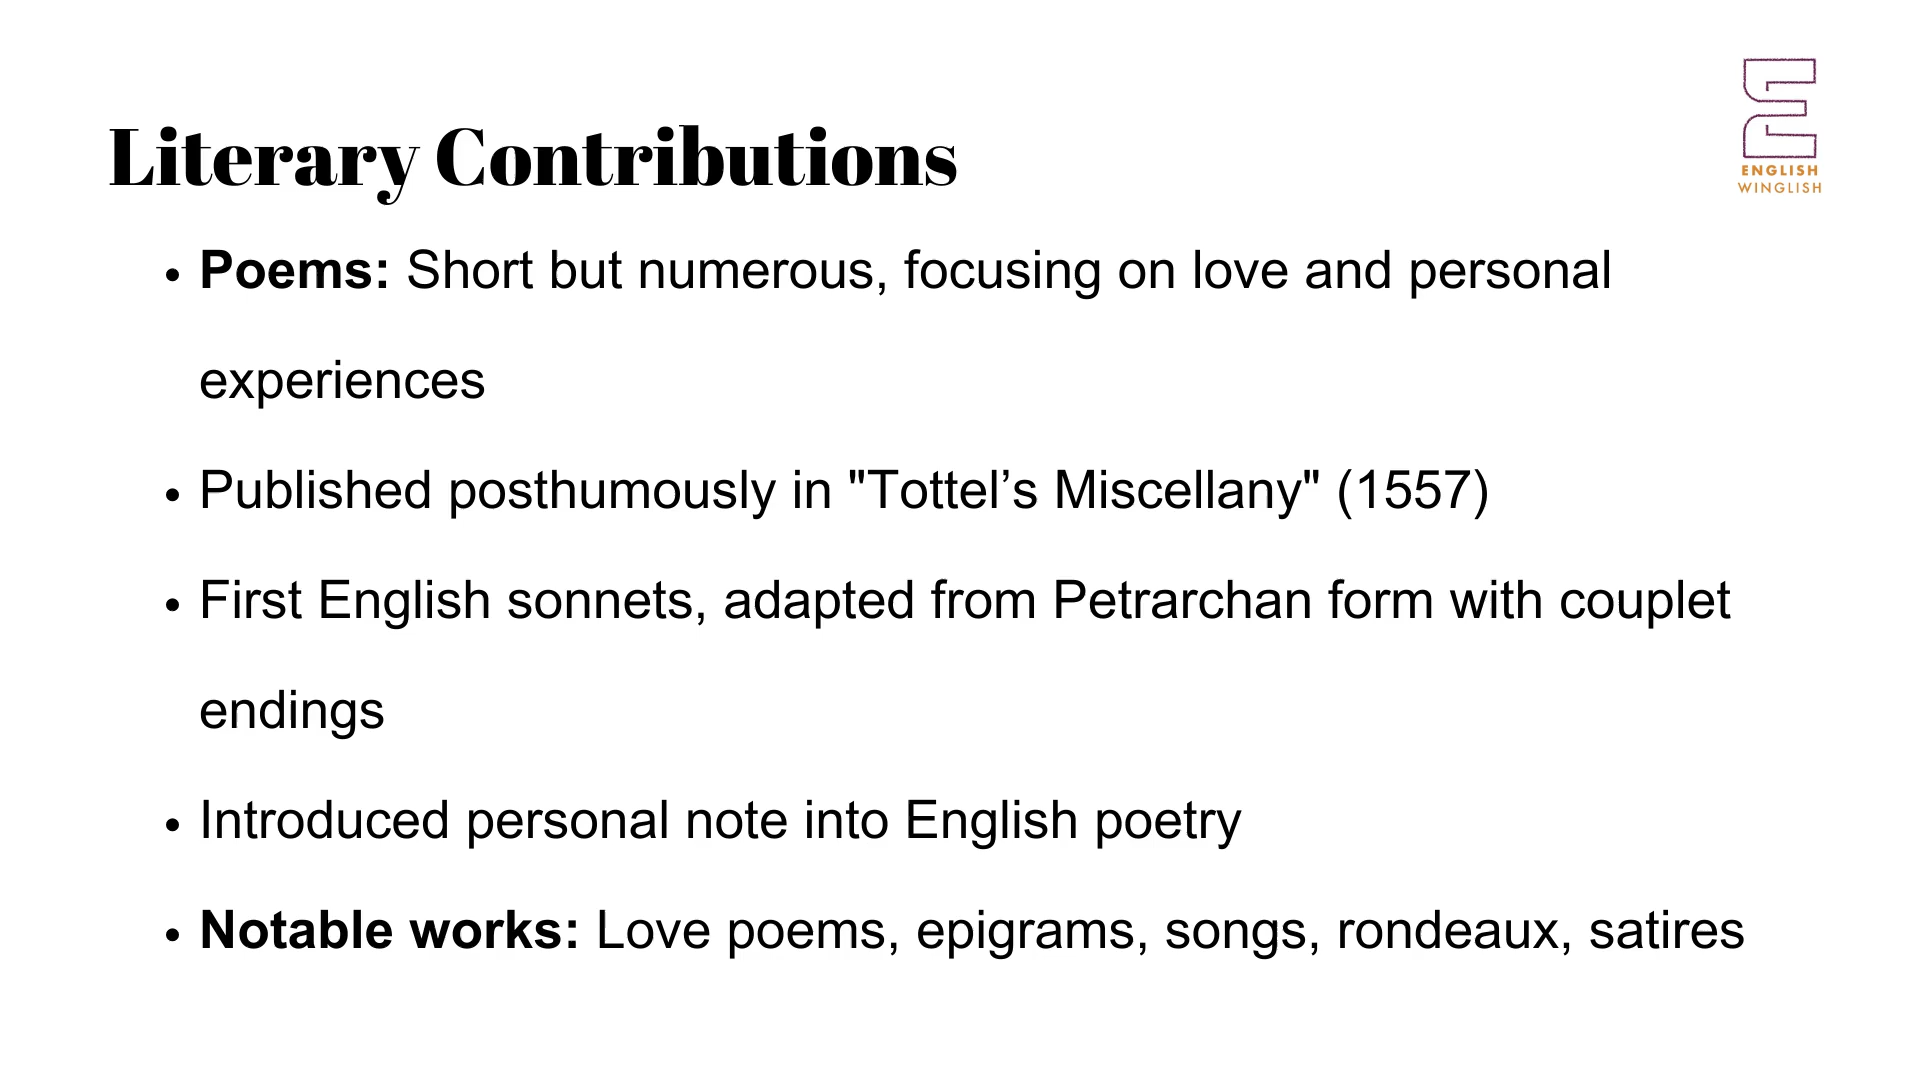 ENGLISH
WINGLISH
Literary Contributions
• Poems: Short but numerous, focusing on love and personal
experiences
• Published posthumously in "Tottel’s Miscellany" (1557)
• First English sonnets, adapted from Petrarchan form with couplet
endings
• Introduced personal note into English poetry
• Notable works: Love poems, epigrams, songs, rondeaux, satires